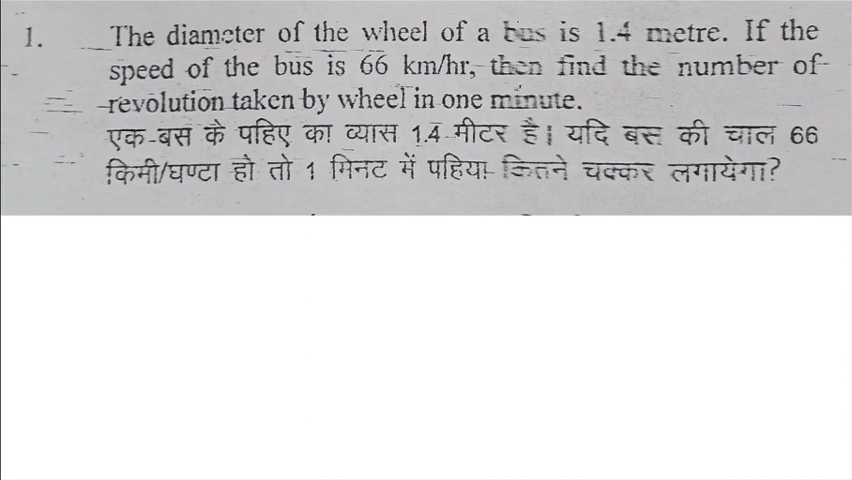 1. The diameter of the wheel of a bus is 1.4 metre. If the
speed of the bus is 66 km/hr, then find the number of
revolution taken by wheel in one minute.
एक बस के पहिए का व्यास 1.4 मीटर है। यदि बस की चाल 66
किमी/घण्टा हो तो 1 मिनट में पहिया कितने चक्कर लगायेगा?